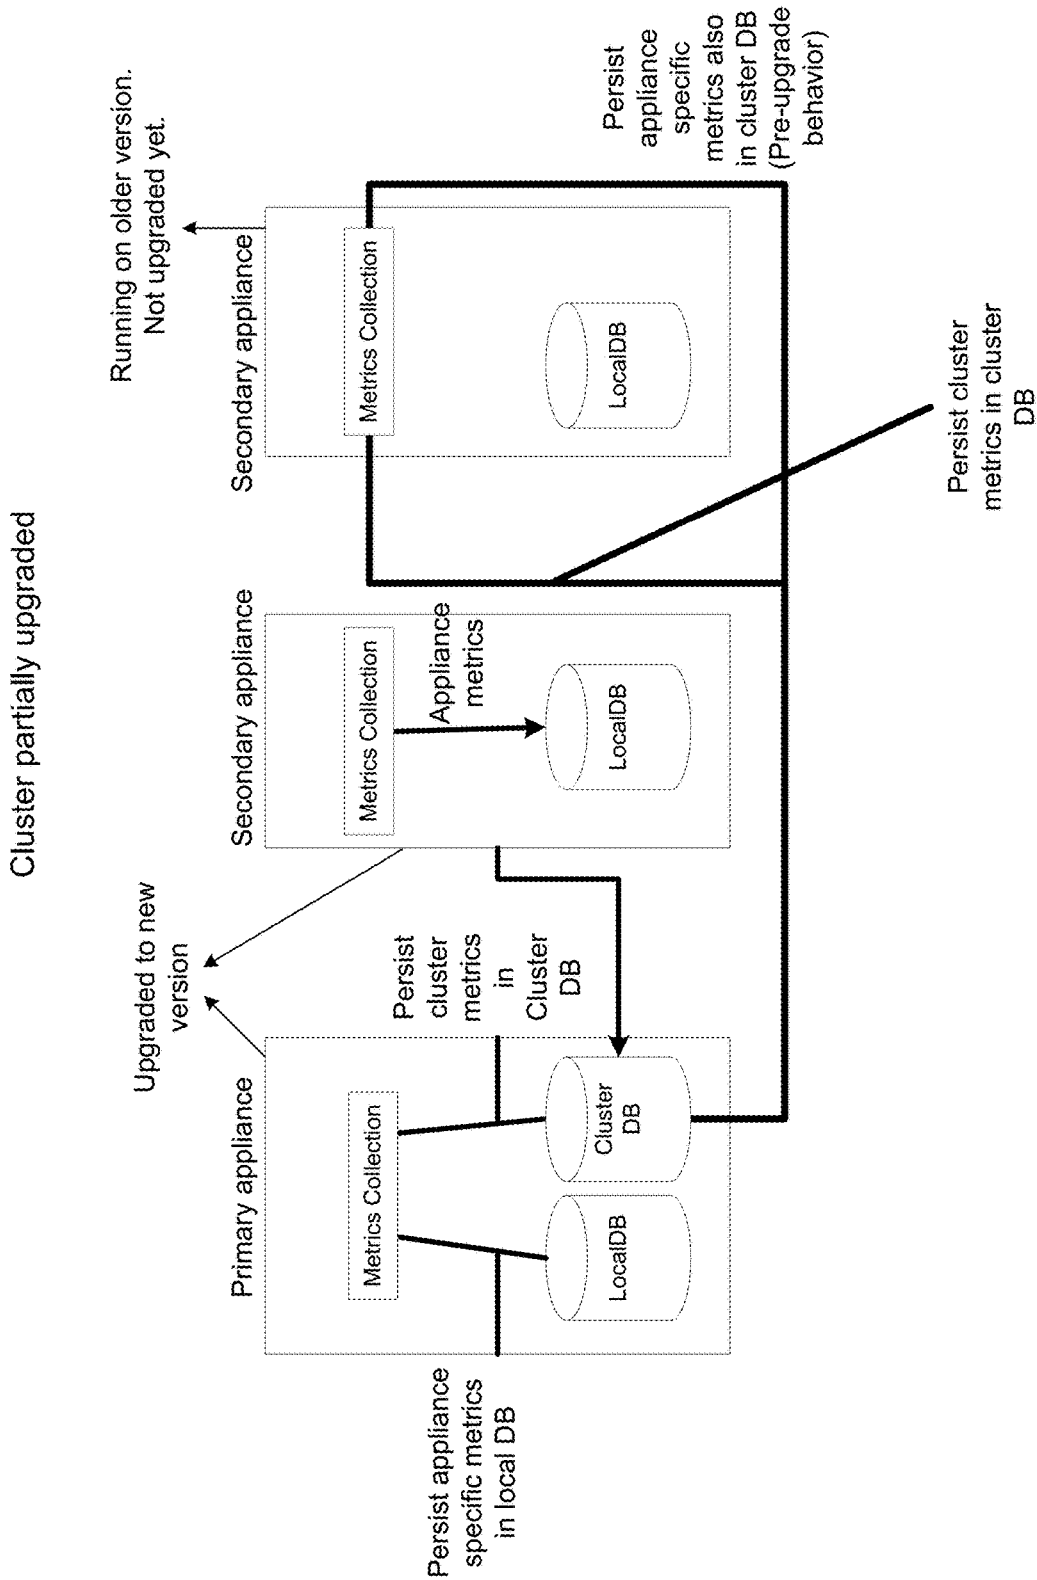 Cluster partially upgraded
Upgraded to new
version
Running on older version.
Not upgraded yet.
Primary appliance
Metrics Collection
LocalDB
Cluster
DB
Persist appliance
specific metrics
in local DB
Persist
cluster
metrics
in
Cluster
DB
Secondary appliance
Metrics Collection
Appliance
metrics
LocalDB
Secondary appliance
Metrics Collection
LocalDB
Persist cluster
metrics in cluster
DB
Persist
appliance
specific
metrics also
in cluster DB
(Pre-upgrade
behavior)